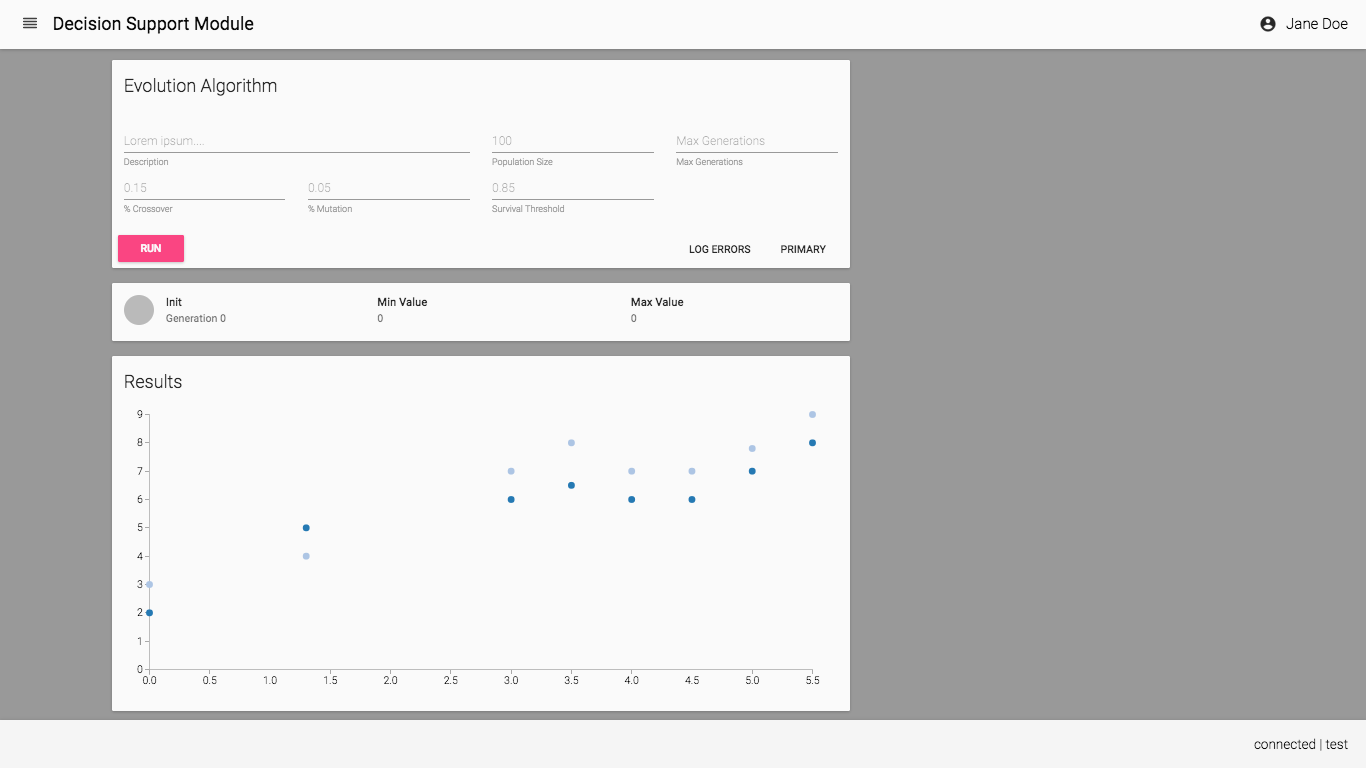 Decision Support Module
Jane Doe
Evolution Algorithm
Lorem ipsum....
100
Max Generations
Description
Population Size
Max Generations
0.15
0.05
0.85
% Crossover
% Mutation
Survival Threshold
RUN
LOG ERRORS
PRIMARY
Init
Min Value
Max Value
Generation 0
0
0
Results
9
8
7
6
5
4
3
2
1
0
0.0 0.5 1.0 1.5 2.0 2.5 3.0 3.5 4.0 4.5 5.0 5.5
connected | test